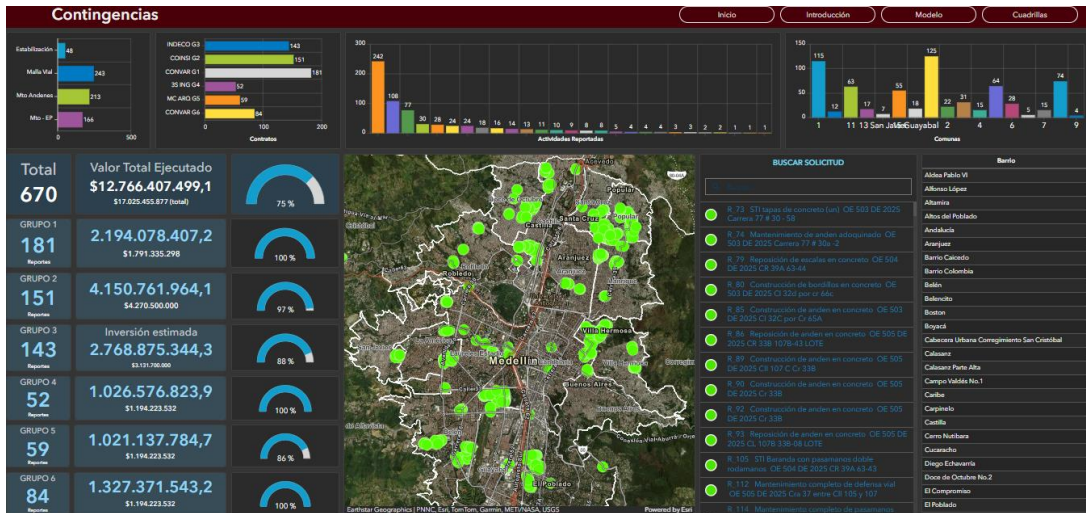 Contingencias
Inicio
Introducción
Modelo
Cuadrillas
Estabilización
48
Malla Vial
243
Mto Andenes
213
Mto - EP
166
0
500
INDECO G3
143
COINSI G2
151
CONVAR G1
181
3S ING G4
52
MC ARQ G5
59
CONVAR G6
84
0
100
200
Contratos
300
200
100
0
242
108
77
30
28
24
24
18
16
14
13
11
10
9
8
8
5
4
4
4
3
3
2
2
1
1
1
Actividades Reportadas
150
100
50
0
115
12
63
17
7
55
18
125
22
31
15
64
28
5
15
74
4
1
11
13 San Javier
Guayabal
2
4
6
7
9
Comunas
Total
670
Valor Total Ejecutado
$12.766.407.499,1
$17.025.455.877 (total)
75 %
GRUPO 1
181
Reportes
2.194.078.407,2
$1.791.335.298
100 %
GRUPO 2
151
Reportes
4.150.761.964,1
$4.270.500.000
97 %
GRUPO 3
143
Reportes
Inversión estimada
2.768.875.344,3
$3.131.700.000
88 %
GRUPO 4
52
Reportes
1.026.576.823,9
$1.194.223.532
100 %
GRUPO 5
59
Reportes
1.021.137.784,7
$1.194.223.532
86 %
GRUPO 6
84
1.327.371.543,2
$1.194.223.532
100 %
Acevedo
Popular
Santa Cruz
Popular
Castilla
Aranjuez
Manrique
Robledo
Villa Hermosa
Villa Hermosa
Medellín
Buenos Aires
Belén
Guayabal
El Poblado
Earthstar Geographics | PNNC, Esri, TomTom, Garmin, METI/NASA, USGS
Powered by Esri
BUSCAR SOLICITUD
R_73 STI tapas de concreto (un) OE 503 DE 2025
Carrera 77 # 30 - 58
R_74 Mantenimiento de anden adoquinado OE
503 DE 2025 Carrera 77 # 30a -2
R_79 Reposición de escalas en concreto OE 504
DE 2025 CR 39A 63-44
R_80 Construcción de bordillos en concreto OE
503 DE 2025 Cl 32d por cr 66c
R_85 Construcción de anden en concreto OE 503
DE 2025 Cl 32C por Cr 65A
R_86 Reposición de anden en concreto OE 505 DE
2025 CR 33B 107B-43 LOTE
R_89 Construcción de anden en concreto OE 505
DE 2025 Cll 107 C Cr 33B
R_90 Construcción de anden en concreto OE 505
DE 2025 Cr 33B
R_92 Construcción de anden en concreto OE 505
DE 2025 Cr 33B
R_93 Reposición de anden en concreto OE 505 DE
2025 CL 107B 33B-08 LOTE
R_105 STI Baranda con pasamanos doble
rodamanos OE 504 DE 2025 CR 39A 63-43
R_112 Mantenimiento completo de defensa vial
OE 505 DE 2025 Cra 37 entre Cll 105 y 107
R_114 Mantenimiento completo de pasamanos
Barrio
Aldea Pablo VI
Alfonso López
Altamira
Altos del Poblado
Andalucía
Aranjuez
Barrio Caicedo
Barrio Colombia
Belén
Belencito
Boston
Boyacá
Cabecera Urbana Corregimiento San Cristóbal
Calasanz
Calasanz Parte Alta
Campo Valdés No.1
Caribe
Carpinelo
Castilla
Cerro Nutibara
Cucaracho
Diego Echavarría
Doce de Octubre No.2
El Compromiso
El Poblado